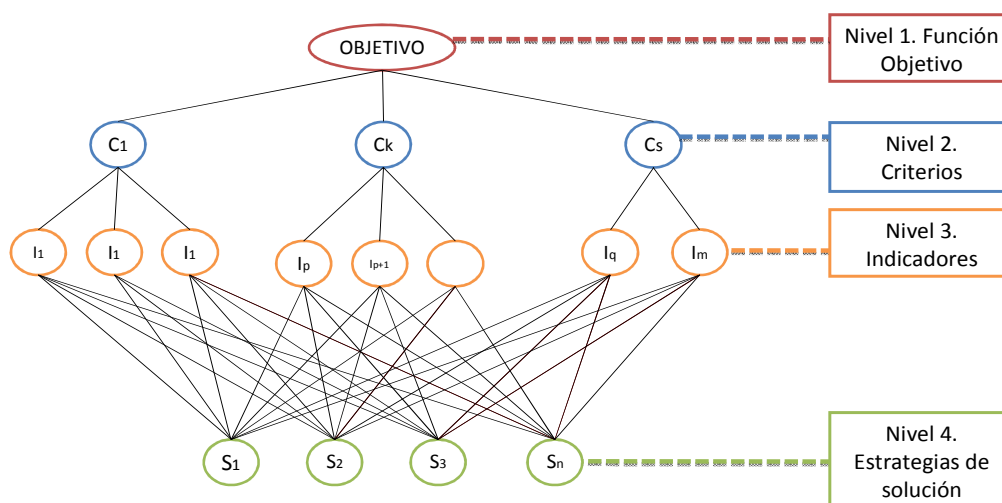 OBJETIVO
Nivel 1. Función
Objetivo
C1
Ck
Cs
Nivel 2.
Criterios
I1
I1
I1
Ip
Ip+1
Iq
Im
Nivel 3.
Indicadores
S1
S2
S3
Sn
Nivel 4.
Estrategias de
solución